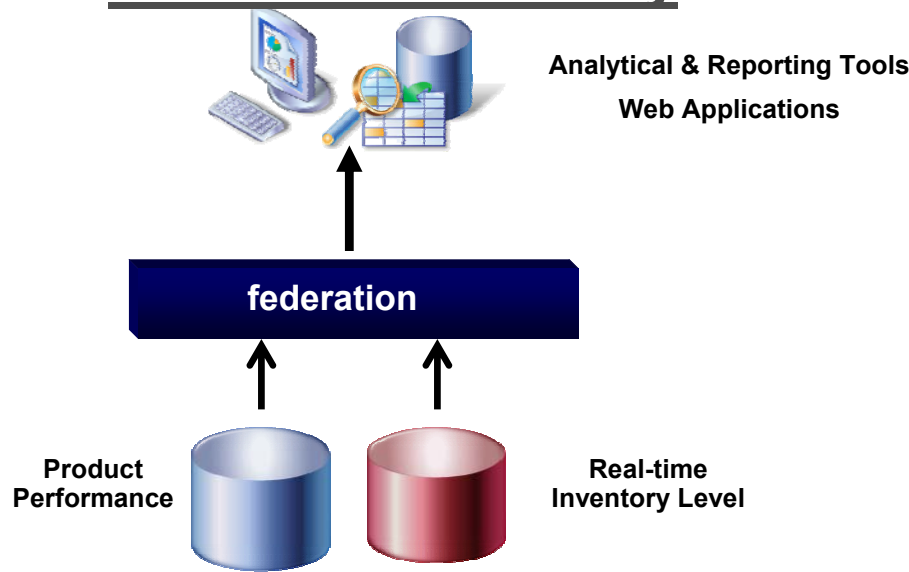 Analytical & Reporting Tools
Web Applications
federation
Product
Performance
Real-time
Inventory Level